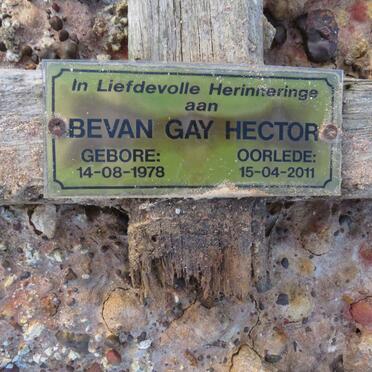 In Liefdevolle Herinneringe
aan
BEVAN GAY HECTOR
GEBORE: OORLEDE:
14-08-1978 15-04-2011